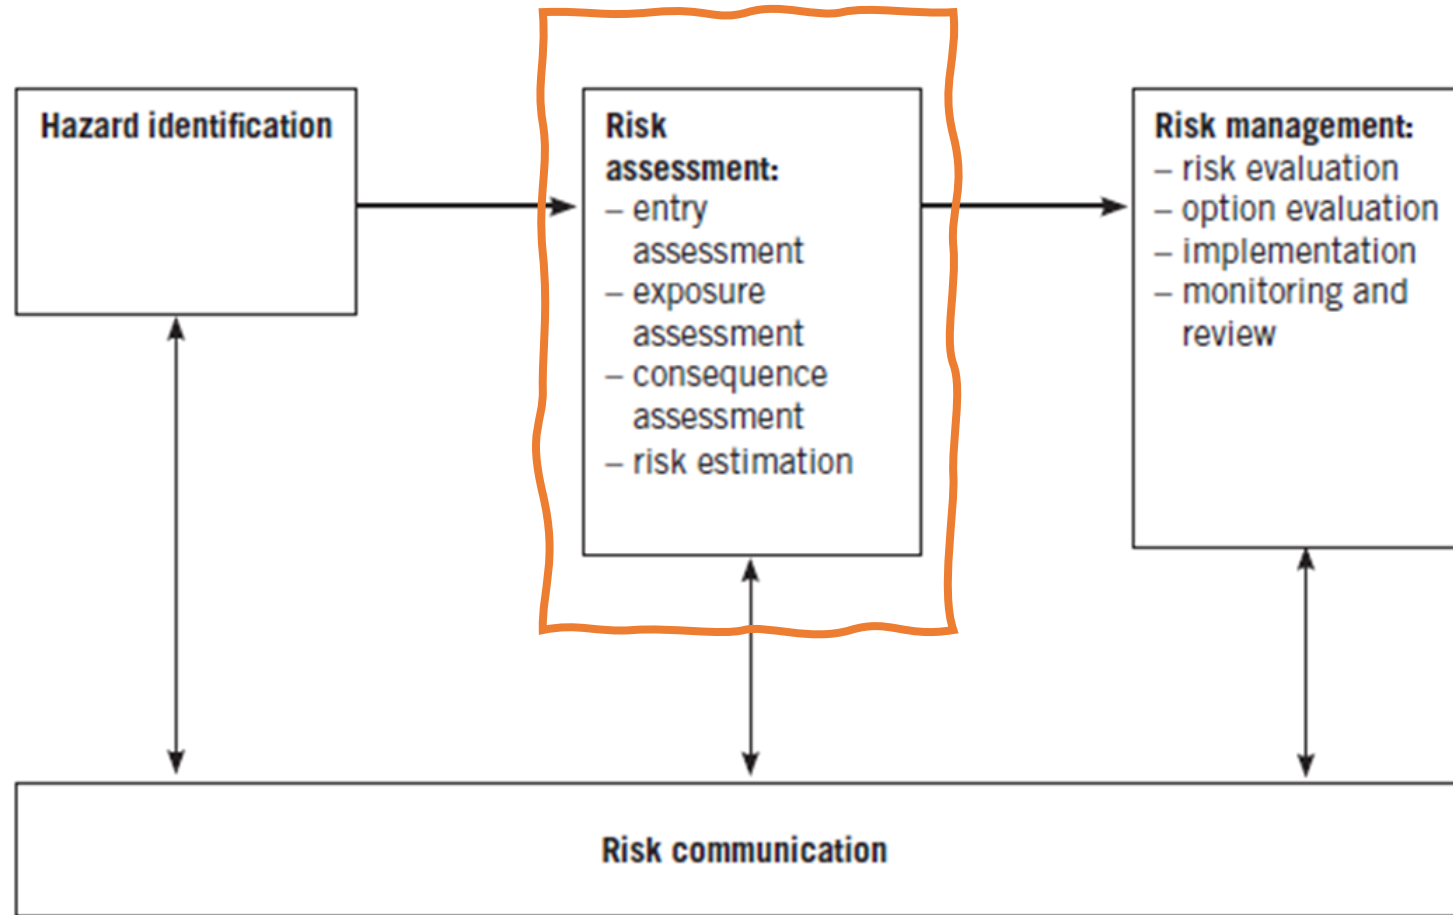 Hazard identification
Risk
assessment:
– entry
assessment
– exposure
assessment
– consequence
assessment
– risk estimation
Risk management:
– risk evaluation
– option evaluation
– implementation
– monitoring and
review
Risk communication